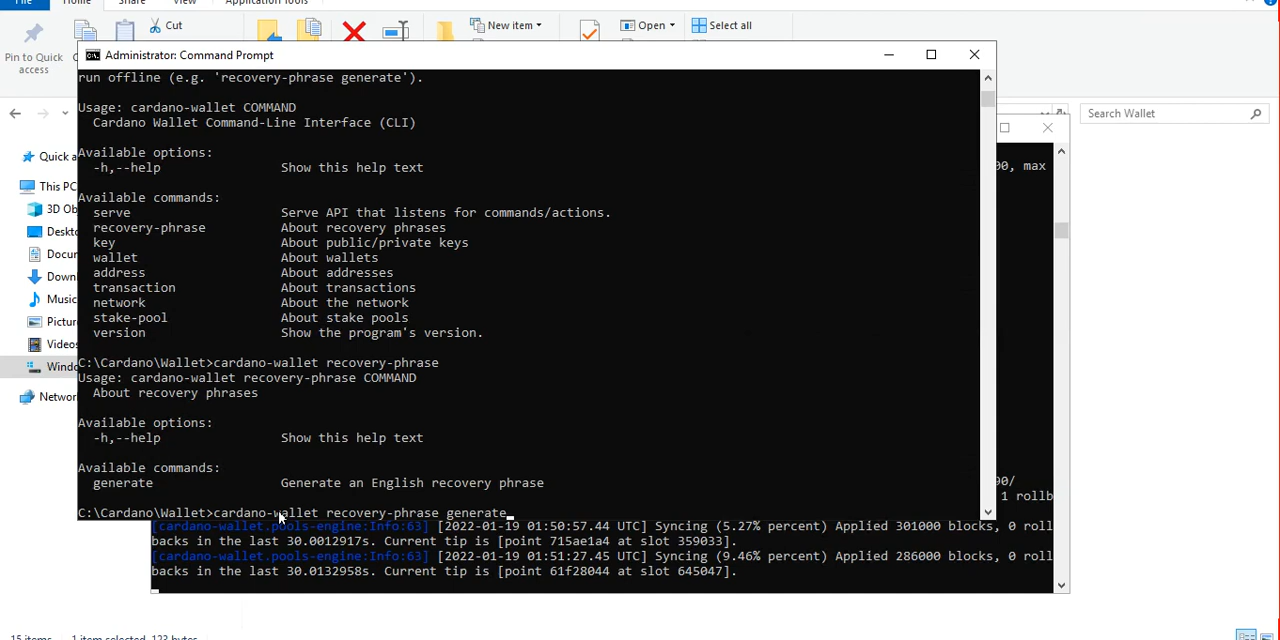 Home Share View Application Tools
Pin to Quick
access
Cut
New item
Open
Select all
Administrator: Command Prompt
Search Wallet
run offline (e.g. 'recovery-phrase generate').
Usage: cardano-wallet COMMAND
Cardano Wallet Command-Line Interface (CLI)
Available options:
-h,--help Show this help text
Available commands:
serve Serve API that listens for commands/actions.
recovery-phrase About recovery phrases
key About public/private keys
wallet About wallets
address About addresses
transaction About transactions
network About the network
stake-pool About stake pools
version Show the program's version.
C:\Cardano\Wallet>cardano-wallet recovery-phrase
Usage: cardano-wallet recovery-phrase COMMAND
About recovery phrases
Available options:
-h,--help Show this help text
Available commands:
generate Generate an English recovery phrase
C:\Cardano\Wallet>cardano-wallet recovery-phrase generate
Quick a
This PC
3D Ob
Deskto
Docur
Down
Music
Picture
Videos
Windo
Networ
00, max
00/
1 rollb
[cardano-wallet.pools-engine:Info:63] [2022-01-19 01:50:57.44 UTC] Syncing (5.27% percent) Applied 301000 blocks, 0 roll
backs in the last 30.0012917s. Current tip is [point 715ae1a4 at slot 359033].
[cardano-wallet.pools-engine:Info:63] [2022-01-19 01:51:27.45 UTC] Syncing (9.46% percent) Applied 286000 blocks, 0 roll
backs in the last 30.0132958s. Current tip is [point 61f28044 at slot 645047].
15 items 1 item selected 123 bytes